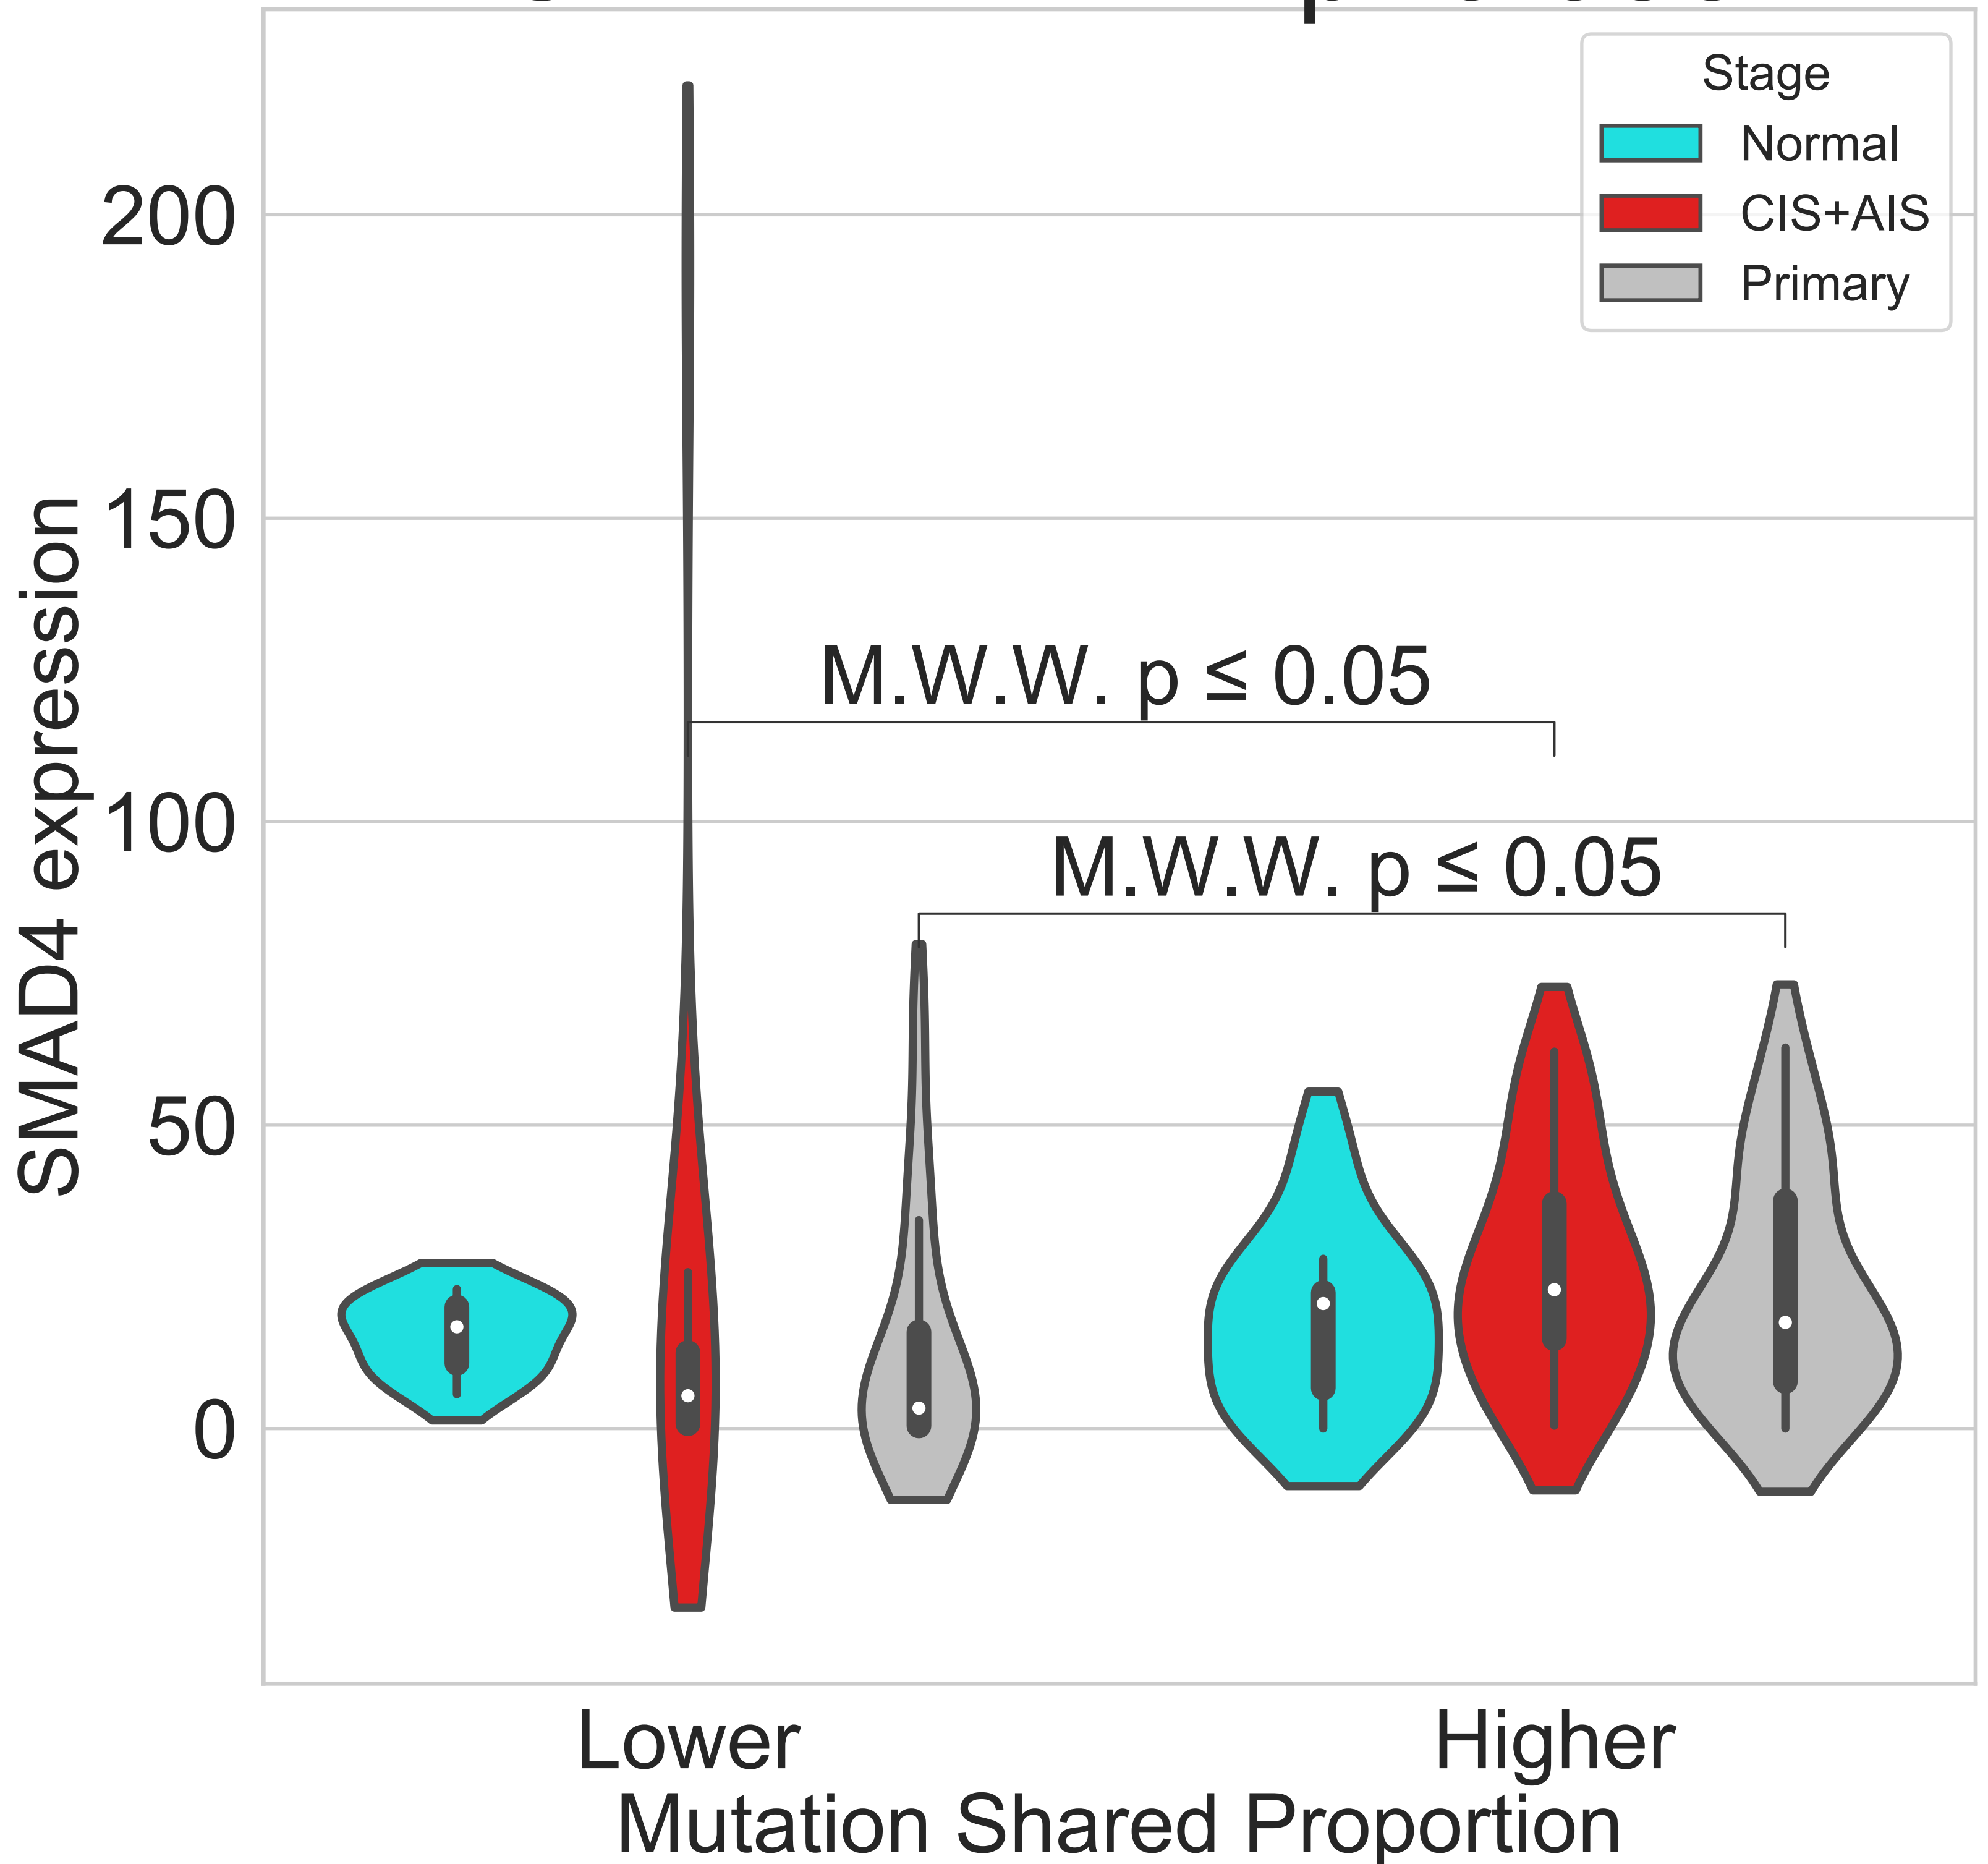 Stage
Normal
CIS+AIS
Primary
200
150
100
50
0
SMAD4 expression
M.W.W. p ≤ 0.05
M.W.W. p ≤ 0.05
Lower
Higher
Mutation Shared Proportion